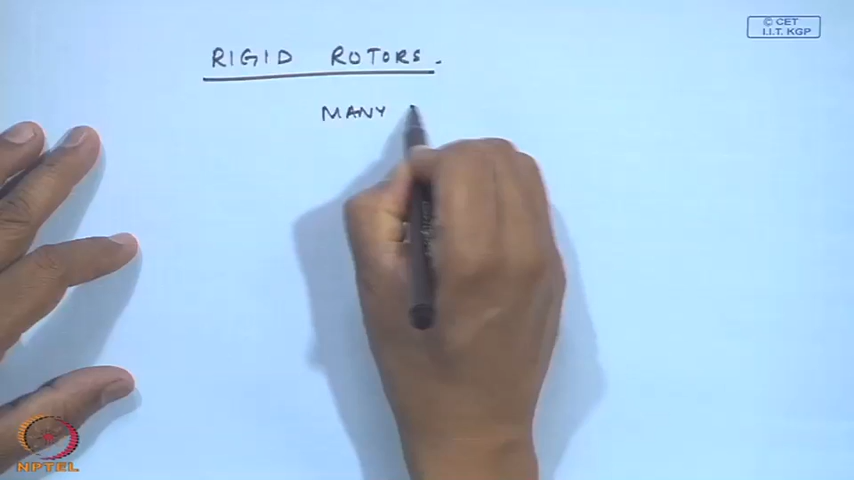 © CET
I.I.T. KGP
RIGID ROTORS.
MANY
NPTEL